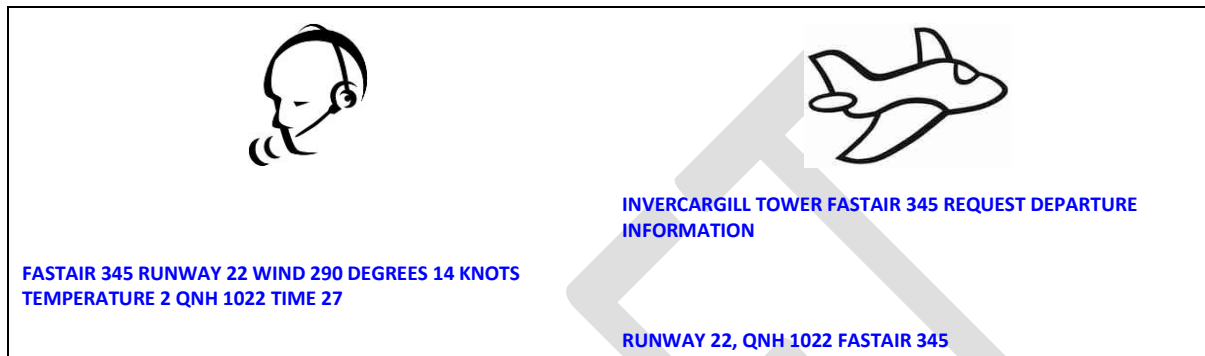 INVERCARGILL TOWER FASTAIR 345 REQUEST DEPARTURE
INFORMATION
FASTAIR 345 RUNWAY 22 WIND 290 DEGREES 14 KNOTS
TEMPERATURE 2 QNH 1022 TIME 27
RUNWAY 22, QNH 1022 FASTAIR 345